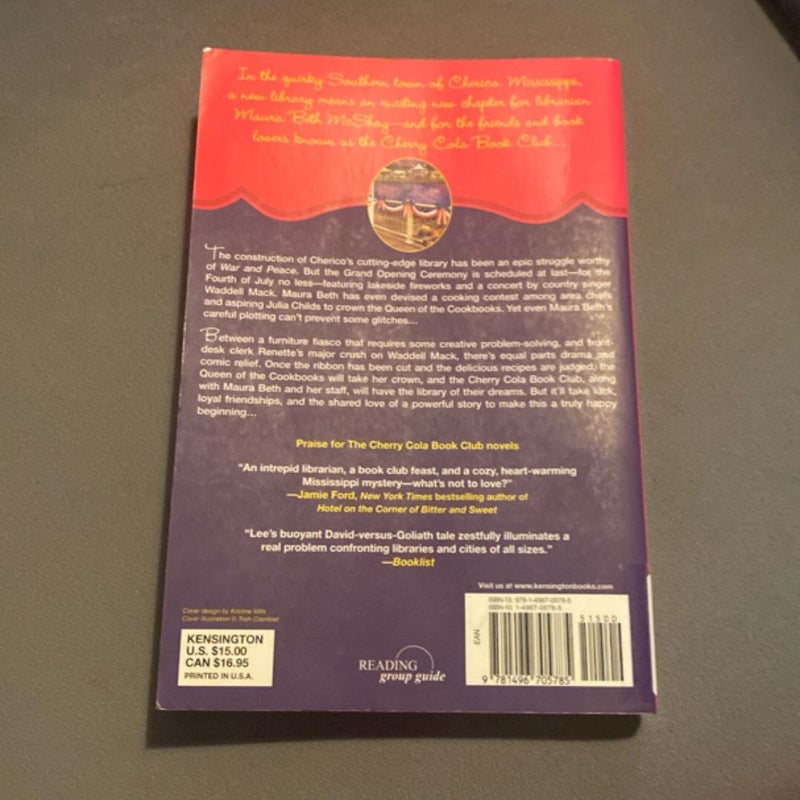 In the quirky Southern town of Cherico, Mississippi,
a new library means an exciting new chapter for librarian
Maura Beth McShay—and for the friends and book
lovers known as the Cherry Cola Book Club...
The construction of Cherico's cutting-edge library has been an epic struggle worthy
of War and Peace. But the Grand Opening Ceremony is scheduled at last—for the
Fourth of July no less—featuring lakeside fireworks and a concert by country singer
Waddell Mack. Maura Beth has even devised a cooking contest among area chefs
and aspiring Julia Childs to crown the Queen of the Cookbooks. Yet even Maura Beth's
careful plotting can't prevent some glitches...
Between a furniture fiasco that requires some creative problem-solving, and front-
desk clerk Renette's major crush on Waddell Mack, there's equal parts drama and
comic relief. Once the ribbon has been cut and the delicious recipes are judged, the
Queen of the Cookbooks will take her crown, and the Cherry Cola Book Club, along
with Maura Beth and her staff, will have the library of their dreams. But it'll take luck,
loyal friendships, and the shared love of a powerful story to make this a truly happy
beginning...
Praise for The Cherry Cola Book Club novels
"An intrepid librarian, a book club feast, and a cozy, heart-warming
Mississippi mystery—what's not to love?"
—Jamie Ford, New York Times bestselling author of
Hotel on the Corner of Bitter and Sweet
"Lee's buoyant David-versus-Goliath tale zestfully illuminates a
real problem confronting libraries and cities of all sizes."
—Booklist
Visit us at www.kensingtonbooks.com
Cover design by Kristine Mills
Cover illustration © Trish Cramblet
KENSINGTON
U.S. $15.00
CAN $16.95
PRINTED IN U.S.A.
READING
group guide
ISBN-13: 978-1-4967-0578-5
ISBN-10: 1-4967-0578-5
51500
EAN
9 781496 705785